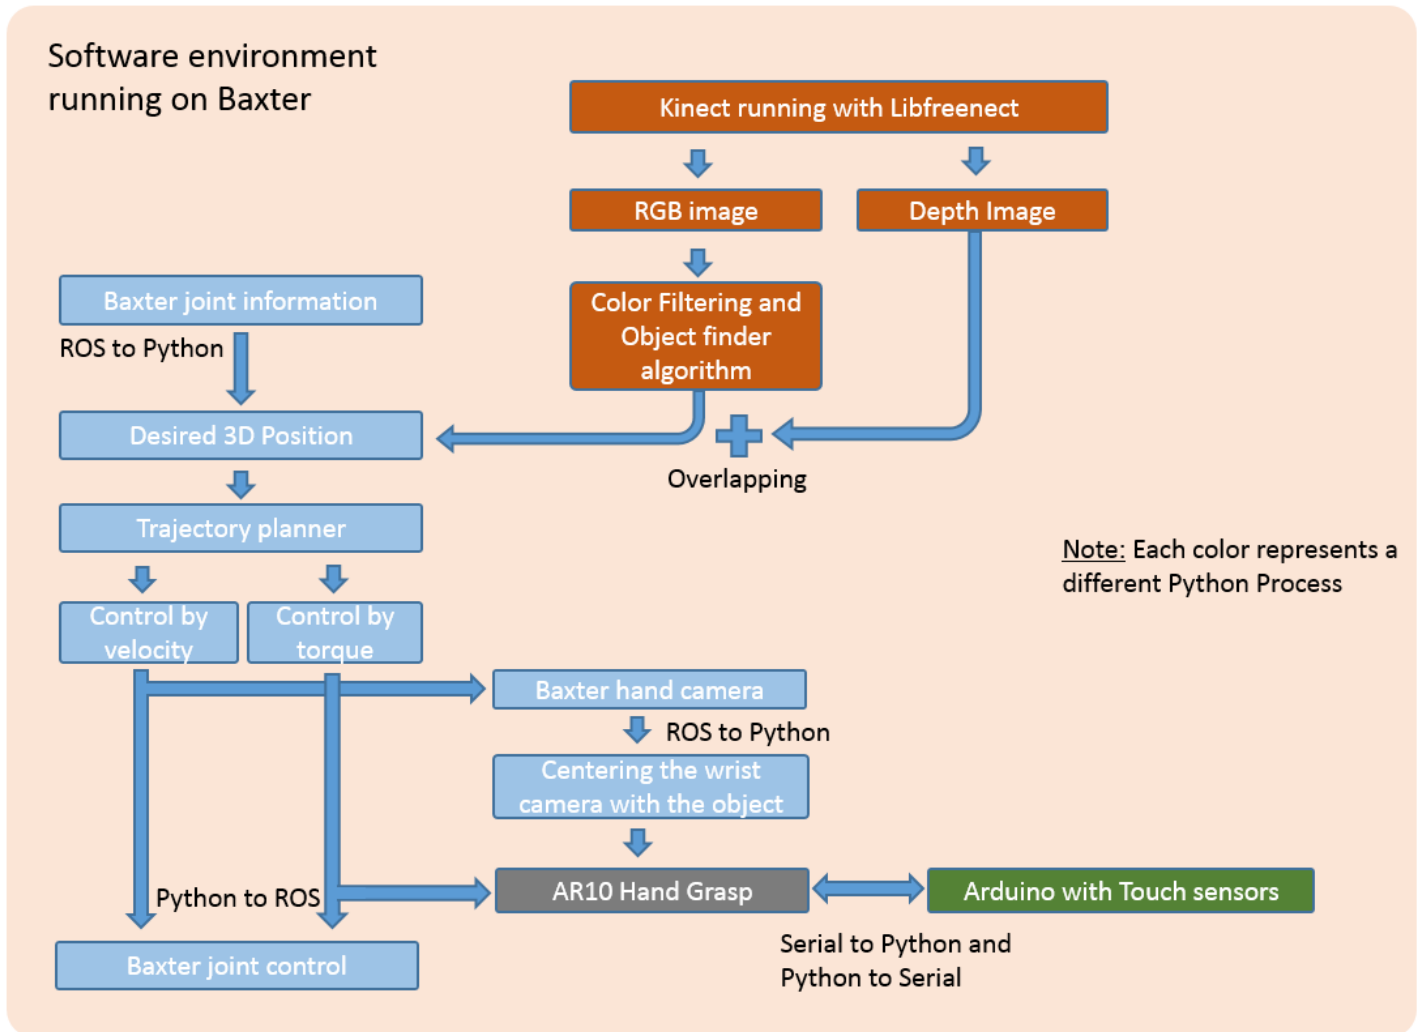 Software environment
running on Baxter
Kinect running with Libfreenect
RGB image
Depth Image
Baxter joint information
Color Filtering and
Object finder
algorithm
ROS to Python
Desired 3D Position
Overlapping
Trajectory planner
Note: Each color represents a
different Python Process
Control by
velocity
Control by
torque
Baxter hand camera
ROS to Python
Centering the wrist
camera with the object
Python to ROS
AR10 Hand Grasp
Arduino with Touch sensors
Serial to Python and
Python to Serial
Baxter joint control